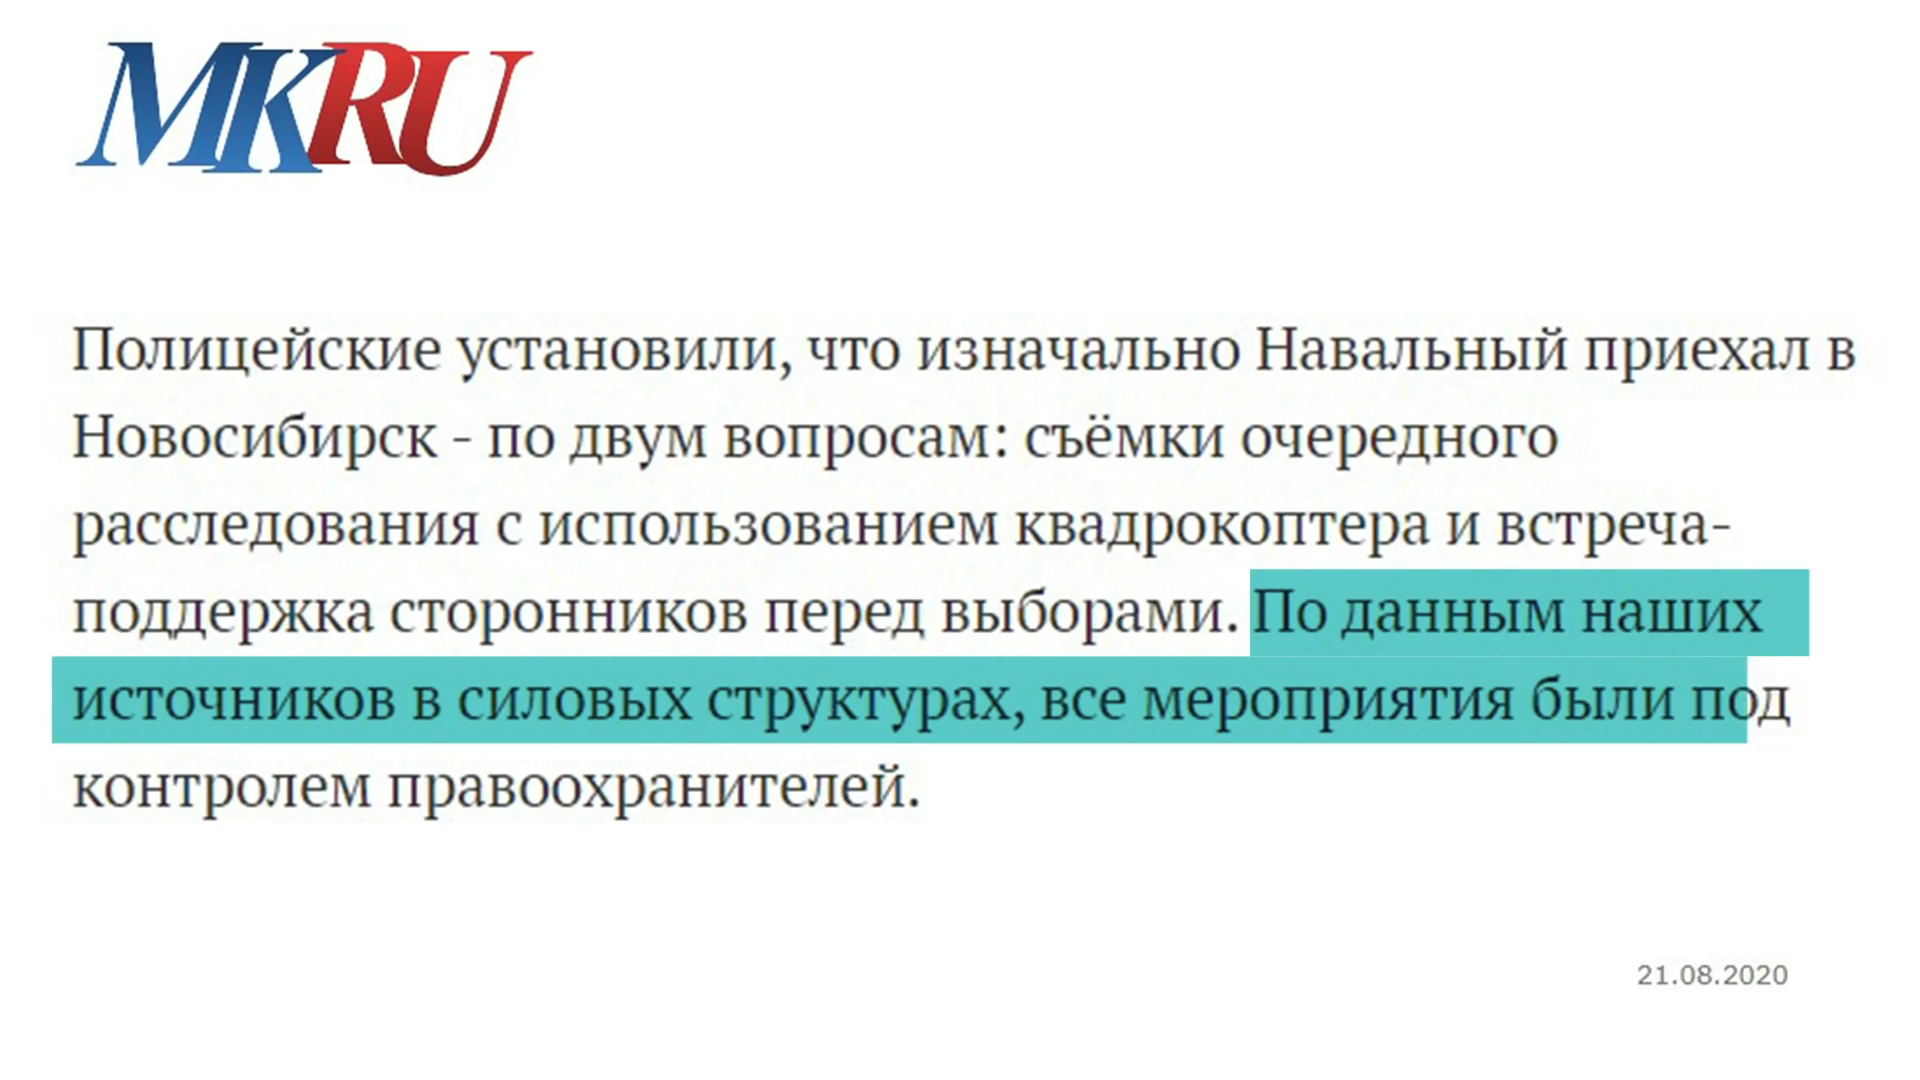 MKRU
Полицейские установили, что изначально Навальный приехал в
Новосибирск - по двум вопросам: съёмки очередного
расследования с использованием квадрокоптера и встреча-
поддержка сторонников перед выборами. По данным наших
источников в силовых структурах, все мероприятия были под
контролем правоохранителей.
21.08.2020